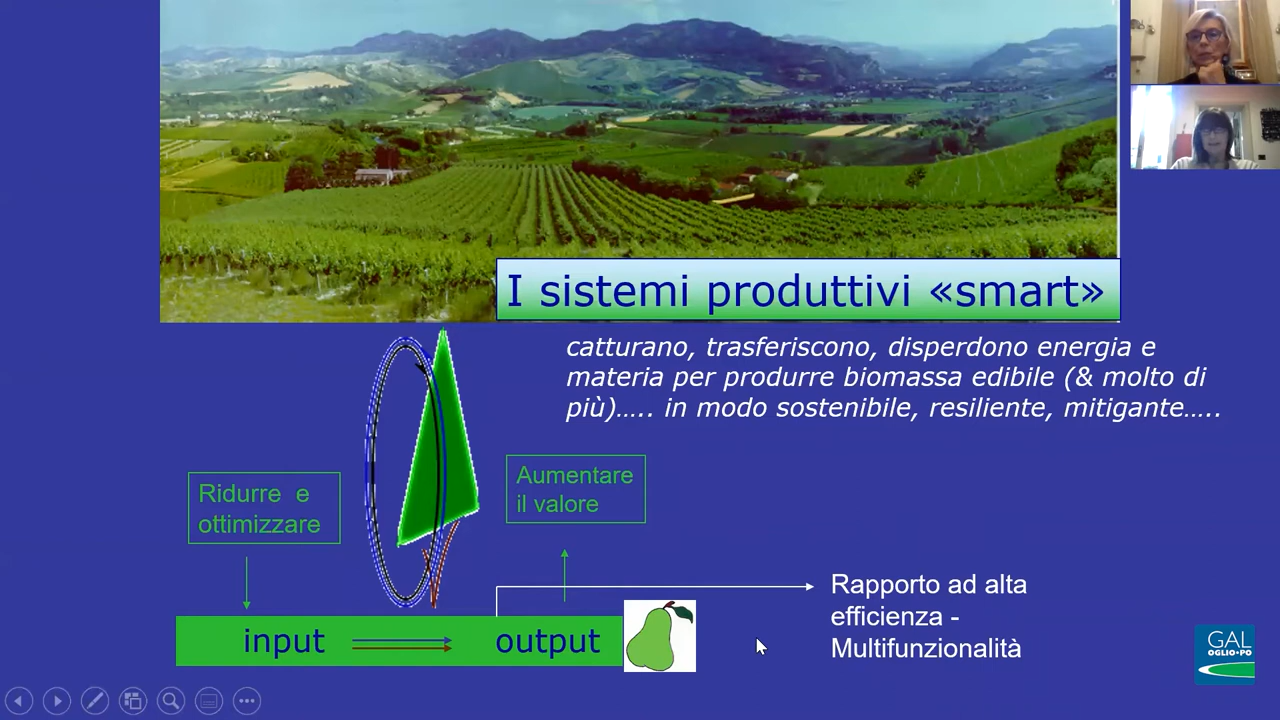 I sistemi produttivi «smart»
catturano, trasferiscono, disperdono energia e
materia per produrre biomassa edibile (& molto di
più)..... in modo sostenibile, resiliente, mitigante.....
Ridurre e
ottimizzare
Aumentare
il valore
input
output
Rapporto ad alta
efficienza -
Multifunzionalità
GAL
OGLIO•PO